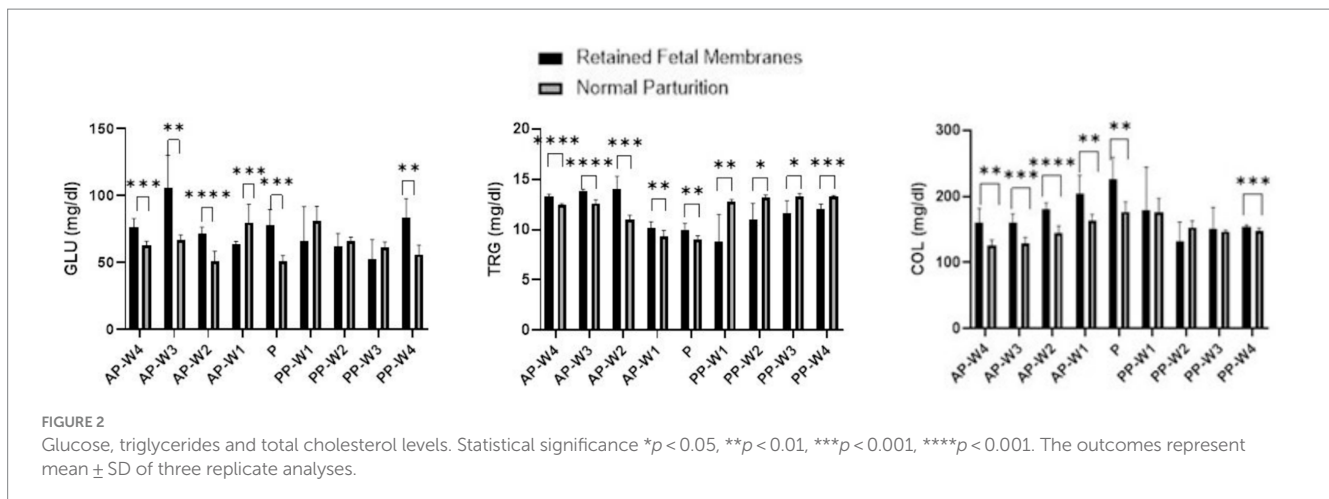 Retained Fetal Membranes
Normal Parturition
GLU (mg/dl)
150
100
50
0
*** ** **** *** *** **
AP-W4 AP-W3 AP-W2 AP-W1 P PP-W1 PP-W2 PP-W3 PP-W4
TRG (mg/dl)
20
15
10
5
0
**** **** *** ** ** ** * * ***
AP-W4 AP-W3 AP-W2 AP-W1 P PP-W1 PP-W2 PP-W3 PP-W4
COL (mg/dl)
300
200
100
0
** *** **** ** ** ***
AP-W4 AP-W3 AP-W2 AP-W1 P PP-W1 PP-W2 PP-W3 PP-W4
FIGURE 2
Glucose, triglycerides and total cholesterol levels. Statistical significance *p < 0.05, **p < 0.01, ***p < 0.001, ****p < 0.001. The outcomes represent
mean ± SD of three replicate analyses.